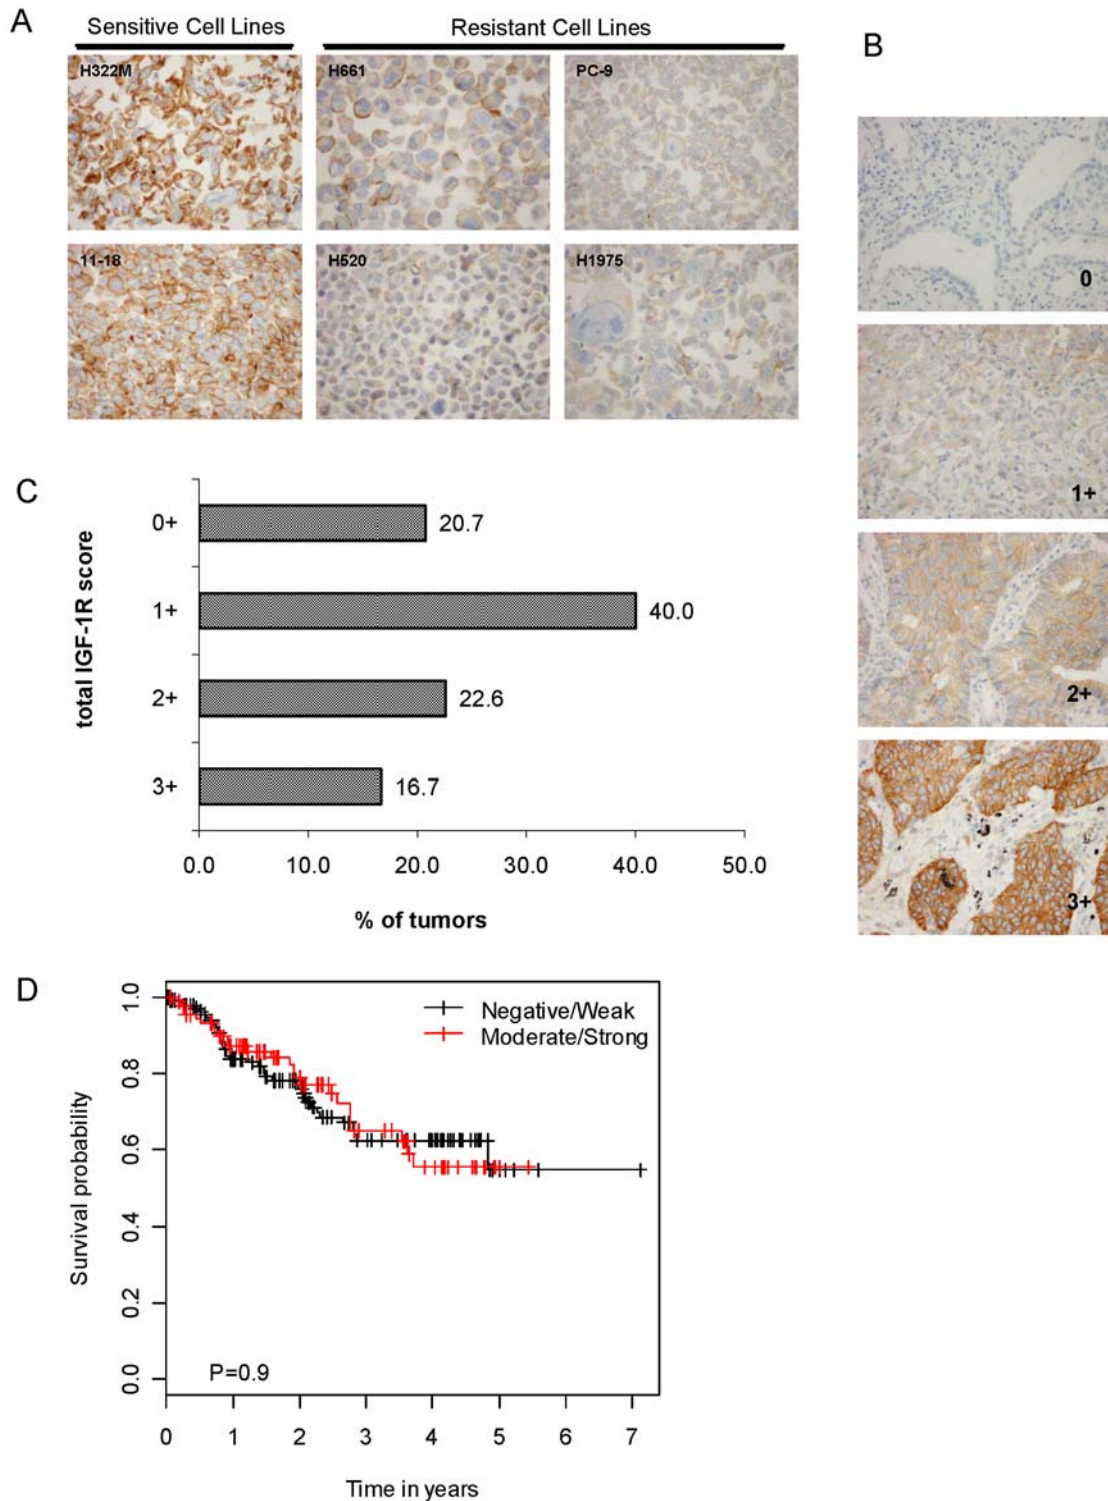 A
Sensitive Cell Lines
Resistant Cell Lines
H322M
H661
PC-9
11-18
H520
H1975
B
0
1+
2+
3+
C
total IGF-1R score
0+
20.7
1+
40.0
2+
22.6
3+
16.7
0.0 10.0 20.0 30.0 40.0 50.0
% of tumors
D
Survival probability
1.0
0.8
0.6
0.4
0.2
0.0
Negative/Weak
Moderate/Strong
P=0.9
0 1 2 3 4 5 6 7
Time in years